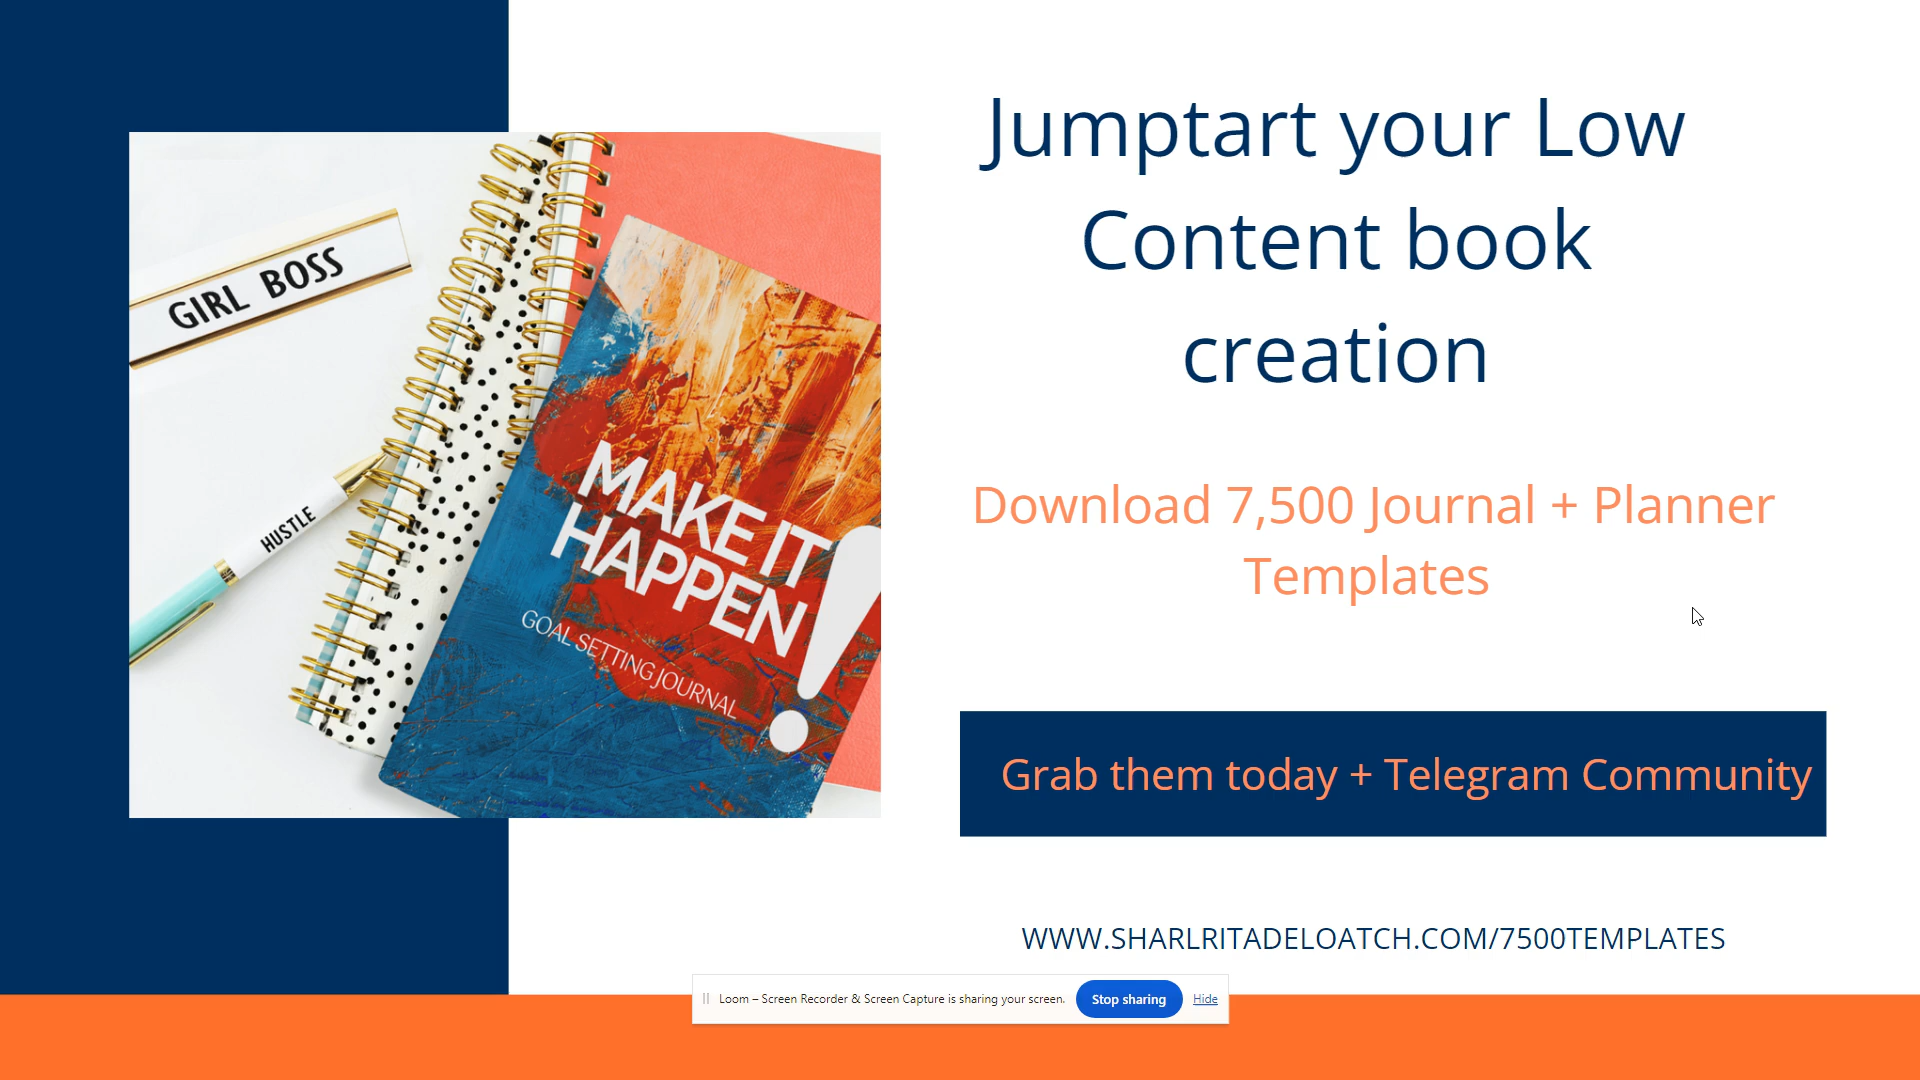 Jumptart your Low
Content book
creation
Download 7,500 Journal + Planner
Templates
Grab them today + Telegram Community
WWW.SHARLRITADELOATCH.COM/7500TEMPLATES
GIRL BOSS
HUSTLE
MAKE IT
HAPPEN!
GOAL SETTING JOURNAL
Loom – Screen Recorder & Screen Capture is sharing your screen. Stop sharing Hide